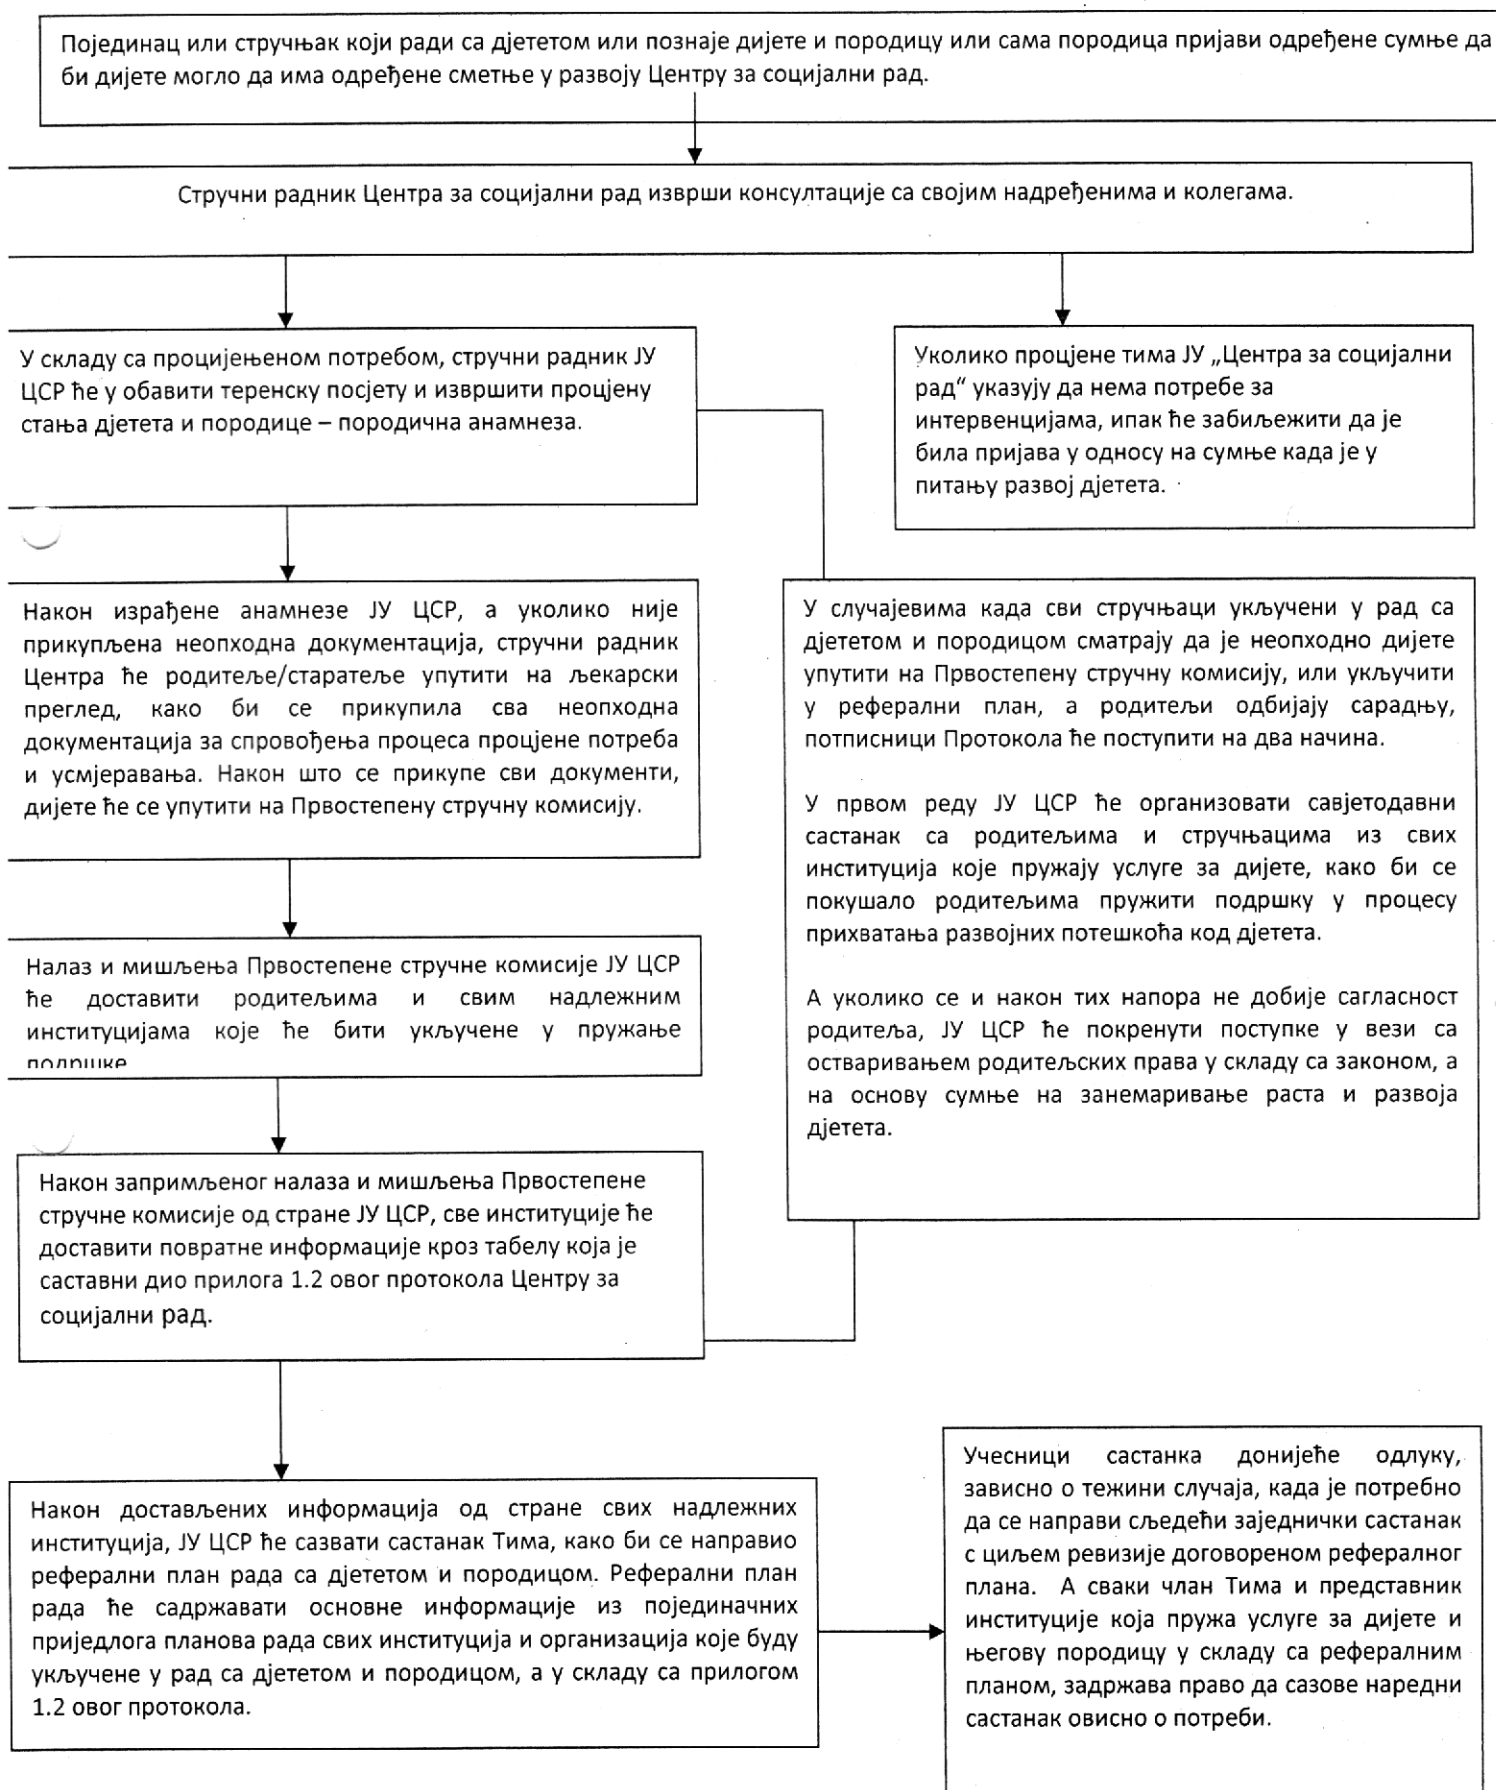 Појединац или стручњак који ради са дјететом или познаје дијете и породицу или сама породица пријави одређене сумње да
би дијете могло да има одређене сметње у развоју Центру за социјални рад.
Стручни радник Центра за социјални рад изврши консултације са својим надређенима и колегама.
У складу са процијењеном потребом, стручни радник ЈУ
ЦСР ће у обавити теренску посјету и извршити процјену
стања дјетета и породице – породична анамнеза.
Уколико процјене тима ЈУ „Центра за социјални
рад“ указују да нема потребе за
интервенцијама, ипак ће забиљежити да је
била пријава у односу на сумње када је у
питању развој дјетета.
Након израђене анамнезе ЈУ ЦСР, а уколико није
прикупљена неопходна документација, стручни радник
Центра ће родитеље/старатеље упутити на љекарски
преглед, како би се прикупила сва неопходна
документација за спровођења процеса процјене потреба
и усмјеравања. Након што се прикупе сви документи,
дијете ће се упутити на Првостепену стручну комисију.
У случајевима када сви стручњаци укључени у рад са
дјететом и породицом сматрају да је неопходно дијете
упутити на Првостепену стручну комисију, или укључити
у реферални план, а родитељи одбијају сарадњу,
потписници Протокола ће поступити на два начина.
У првом реду ЈУ ЦСР ће организовати савјетодавни
састанак са родитељима и стручњацима из свих
институција које пружају услуге за дијете, како би се
покушало родитељима пружити подршку у процесу
прихватања развојних потешкоћа код дјетета.
А уколико се и након тих напора не добије сагласност
родитеља, ЈУ ЦСР ће покренути поступке у вези са
остваривањем родитељских права у складу са законом, а
на основу сумње на занемаривање раста и развоја
дјетета.
Налаз и мишљења Првостепене стручне комисије ЈУ ЦСР
ће доставити родитељима и свим надлежним
институцијама које ће бити укључене у пружање
подршке
Након запримљеног налаза и мишљења Првостепене
стручне комисије од стране ЈУ ЦСР, све институције ће
доставити повратне информације кроз табелу која је
саставни дио прилога 1.2 овог протокола Центру за
социјални рад.
Након достављених информација од стране свих надлежних
институција, ЈУ ЦСР ће сазвати састанак Тима, како би се направио
реферални план рада са дјететом и породицом. Реферални план
рада ће садржавати основне информације из појединачних
приједлога планова рада свих институција и организација које буду
укључене у рад са дјететом и породицом, а у складу са прилогом
1.2 овог протокола.
Учесници састанка донијеће одлуку,
зависно о тежини случаја, када је потребно
да се направи сљедећи заједнички састанак
с циљем ревизије договореном рефералног
плана. А сваки члан Тима и представник
институције која пружа услуге за дијете и
његову породицу у складу са рефералним
планом, задржава право да сазове наредни
састанак овисно о потреби.